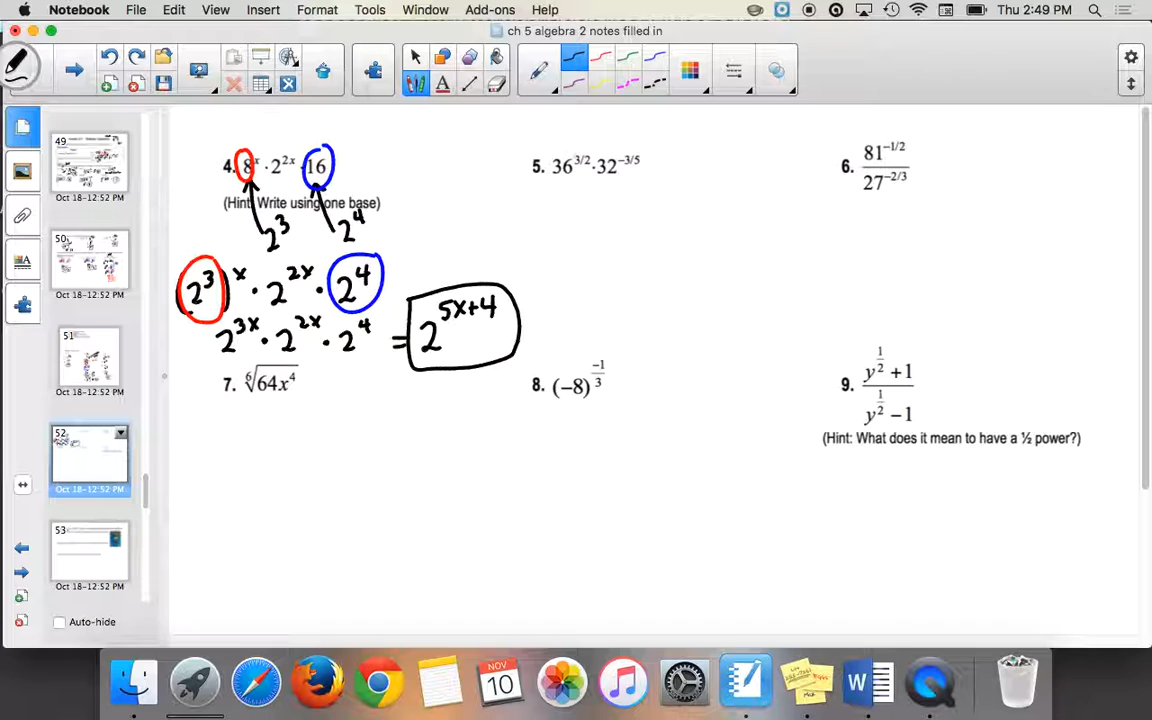 Notebook File Edit View Insert Format Tools Window Add-ons Help Thu 2:49 PM
ch 5 algebra 2 notes filled in
49
Oct 18-12:52 PM
50
Oct 18-12:52 PM
51
Oct 18-12:52 PM
52
Oct 18-12:52 PM
53
Oct 18-12:52 PM
Auto-hide
4. 8^x · 2^{2x} · 16
(Hint: Write using one base)
2^3 2^4
(2^3)^x · 2^{2x} · 2^4
2^{3x} · 2^{2x} · 2^4 = 2^{5x+4}
5. 36^{3/2} · 32^{-3/5}
6. 81^{-1/2}
27^{-2/3}
7. ⁶√64x^4
8. (-8)^{-1/3}
9. y^{1/2} + 1
y^{1/2} - 1
(Hint: What does it mean to have a ½ power?)
NOV
10
W